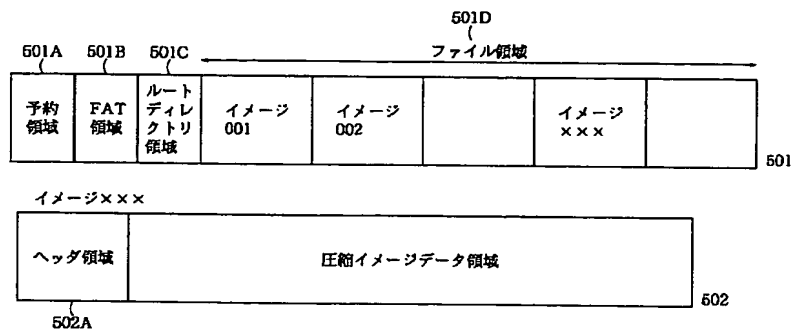 501D
501A 501B 501C ファイル領域
予約
領域
FAT
領域
ルート
ディレ
クトリ
領域
イメージ
001
イメージ
002
イメージ
×××
501
イメージ×××
ヘッダ領域
圧縮イメージデータ領域
502
502A